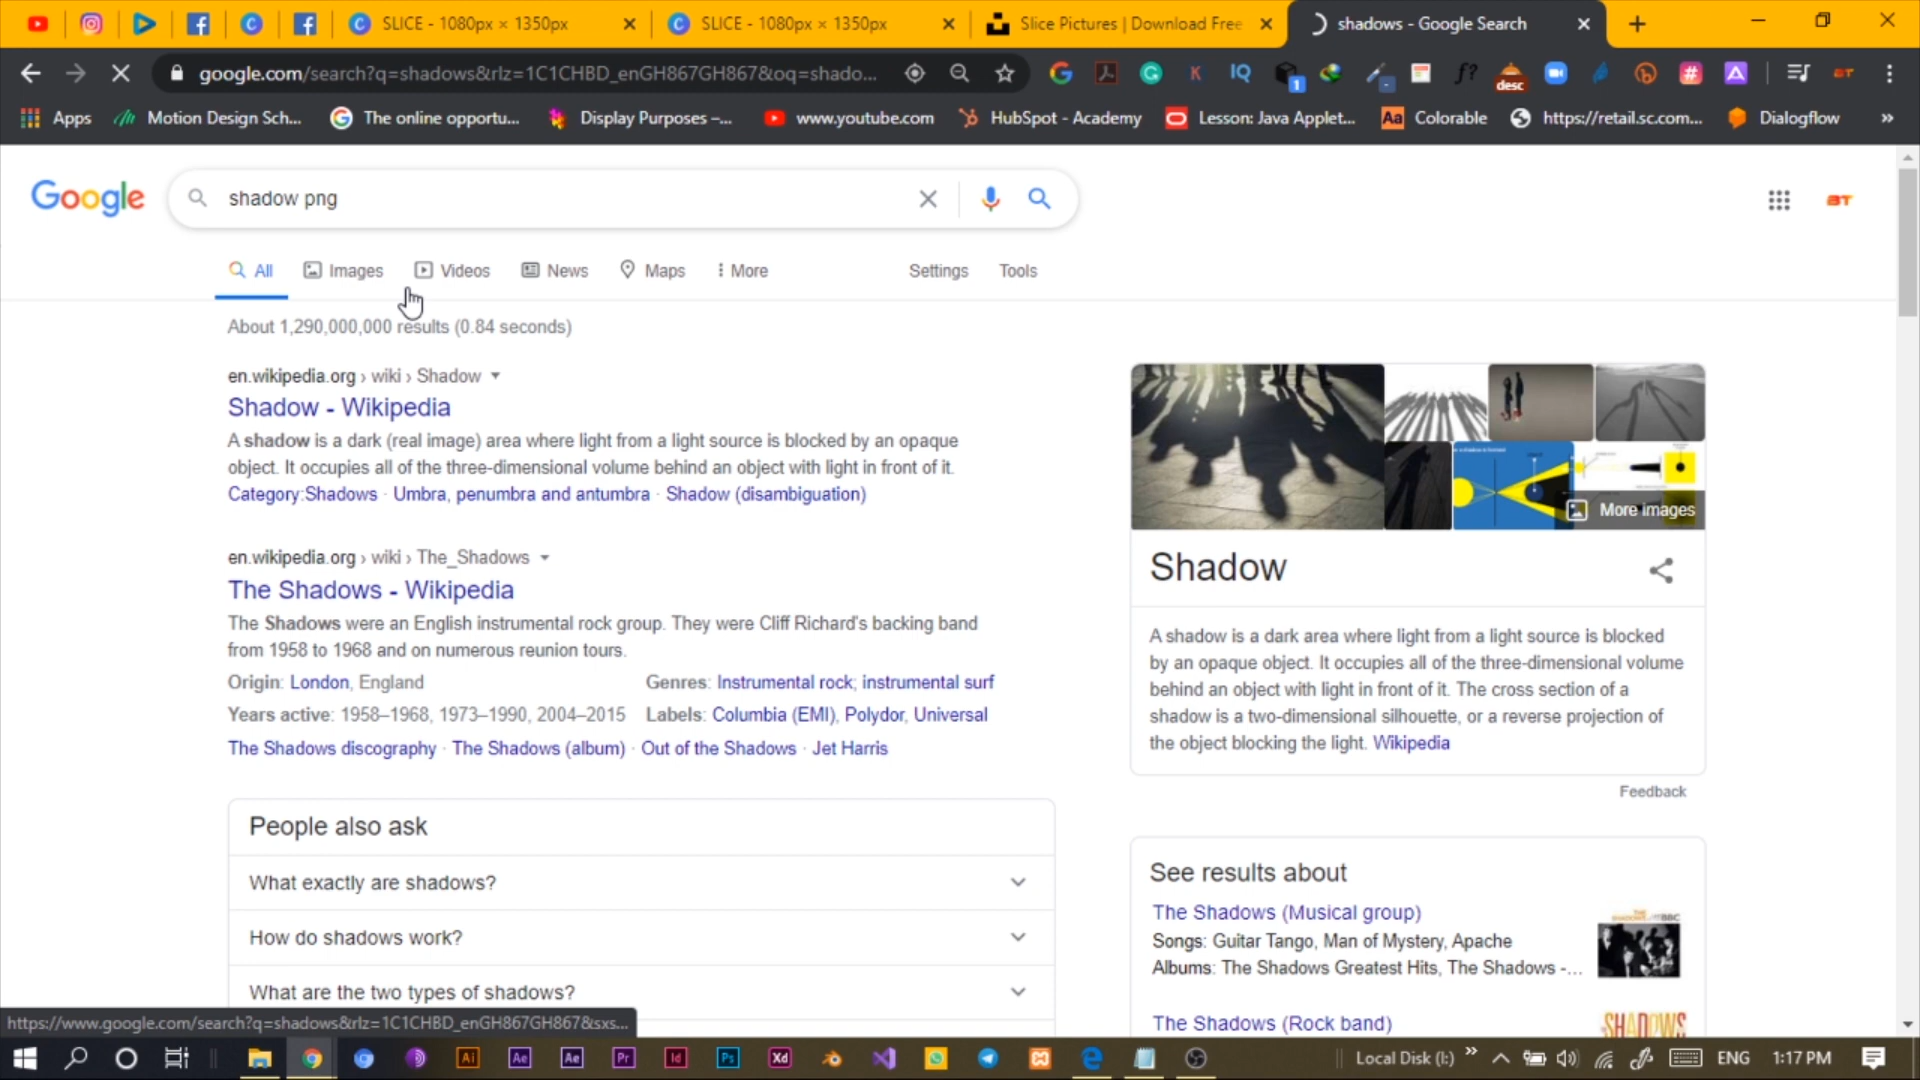 SLICE - 1080px × 1350px
SLICE - 1080px × 1350px
Slice Pictures | Download Free
shadows - Google Search
google.com/search?q=shadows&rlz=1C1CHBD_enGH867GH867&oq=shado...
K
IQ
1
f?
desc
Apps
Motion Design Sch...
The online opportu...
Display Purposes –...
www.youtube.com
HubSpot - Academy
Lesson: Java Applet...
Aa
Colorable
https://retail.sc.com...
Dialogflow
Google
shadow png
BT
All
Images
Videos
News
Maps
More
Settings
Tools
About 1,290,000,000 results (0.84 seconds)
en.wikipedia.org › wiki › Shadow
Shadow - Wikipedia
A shadow is a dark (real image) area where light from a light source is blocked by an opaque
object. It occupies all of the three-dimensional volume behind an object with light in front of it.
Category:Shadows · Umbra, penumbra and antumbra · Shadow (disambiguation)
en.wikipedia.org › wiki › The_Shadows
The Shadows - Wikipedia
The Shadows were an English instrumental rock group. They were Cliff Richard's backing band
from 1958 to 1968 and on numerous reunion tours.
Origin: London, England
Genres: Instrumental rock; instrumental surf
Years active: 1958–1968, 1973–1990, 2004–2015
Labels: Columbia (EMI), Polydor, Universal
The Shadows discography · The Shadows (album) · Out of the Shadows · Jet Harris
People also ask
What exactly are shadows?
How do shadows work?
What are the two types of shadows?
More images
Shadow
A shadow is a dark area where light from a light source is blocked
by an opaque object. It occupies all of the three-dimensional volume
behind an object with light in front of it. The cross section of a
shadow is a two-dimensional silhouette, or a reverse projection of
the object blocking the light. Wikipedia
Feedback
See results about
The Shadows (Musical group)
Songs: Guitar Tango, Man of Mystery, Apache
Albums: The Shadows Greatest Hits, The Shadows -...
The Shadows (Rock band)
SHADOWS
https://www.google.com/search?q=shadows&rlz=1C1CHBD_enGH867GH867&sxs...
Ai
Ae
Ae
Pr
Id
Ps
Xd
Local Disk (I:)
ENG
1:17 PM